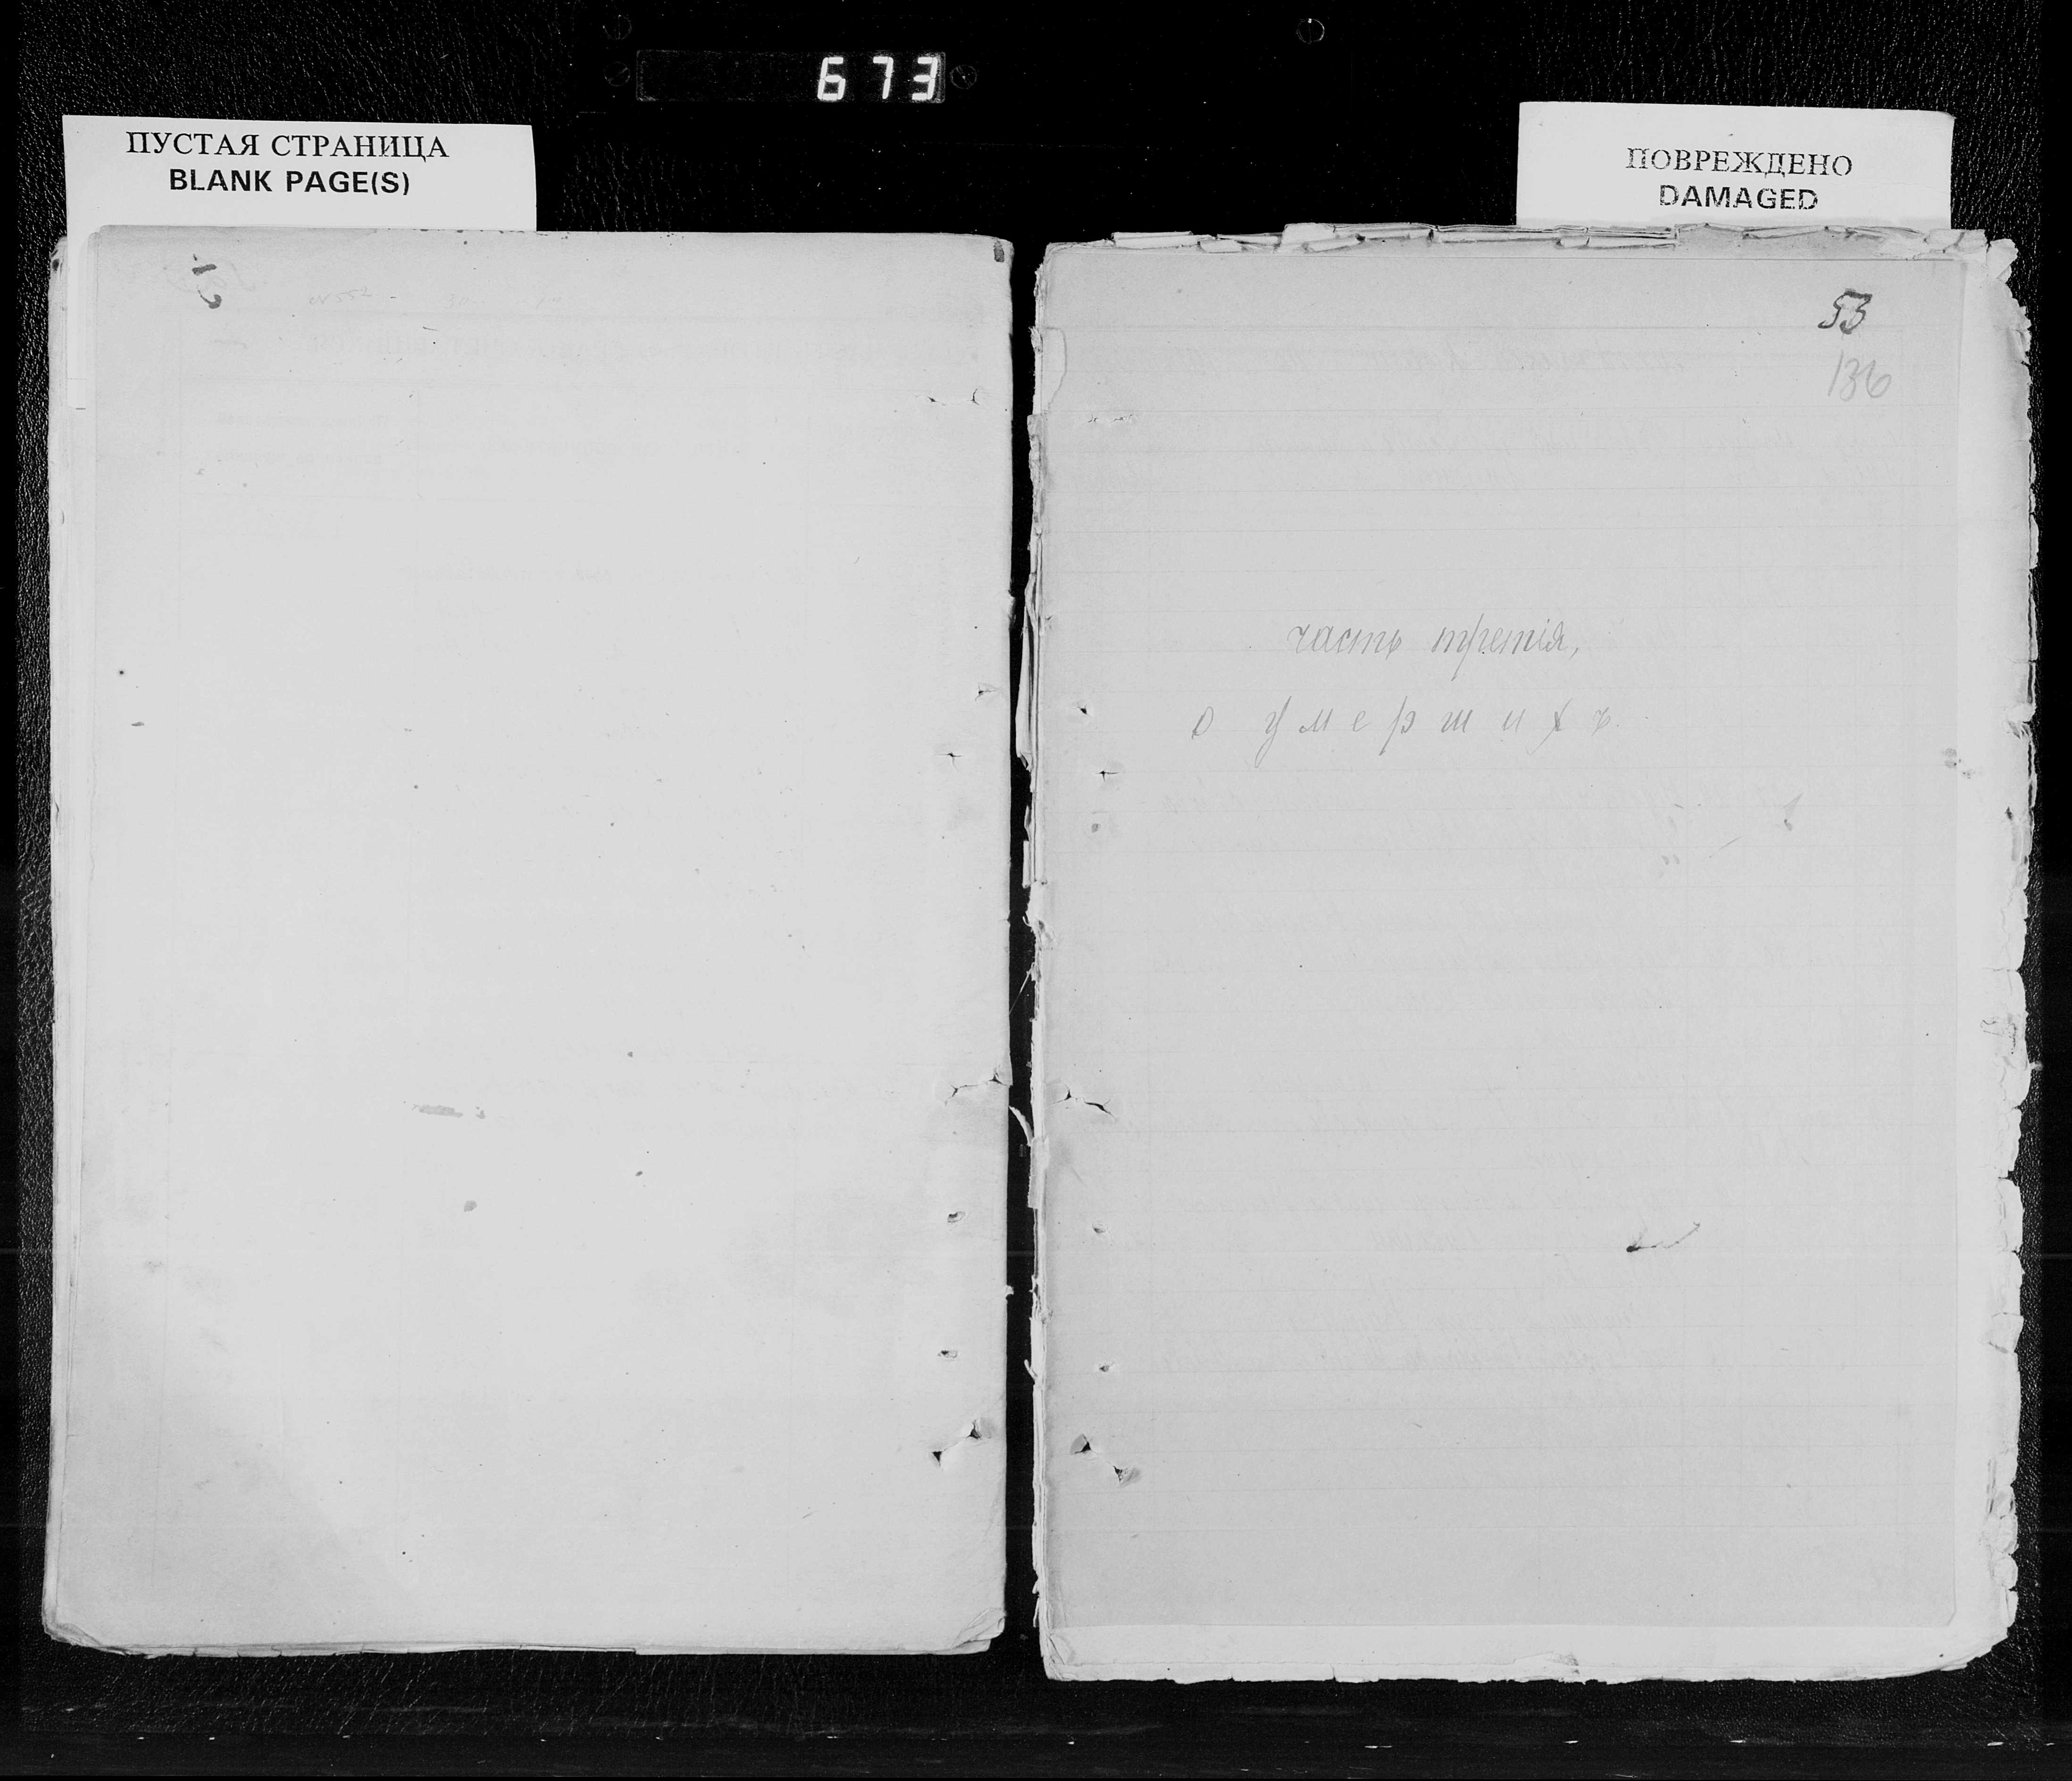 673
ПУСТАЯ СТРАНИЦА
BLANK PAGE(S)
ПОВРЕЖДЕНО
DAMAGED
53
136
часть третія,
о умершихъ.